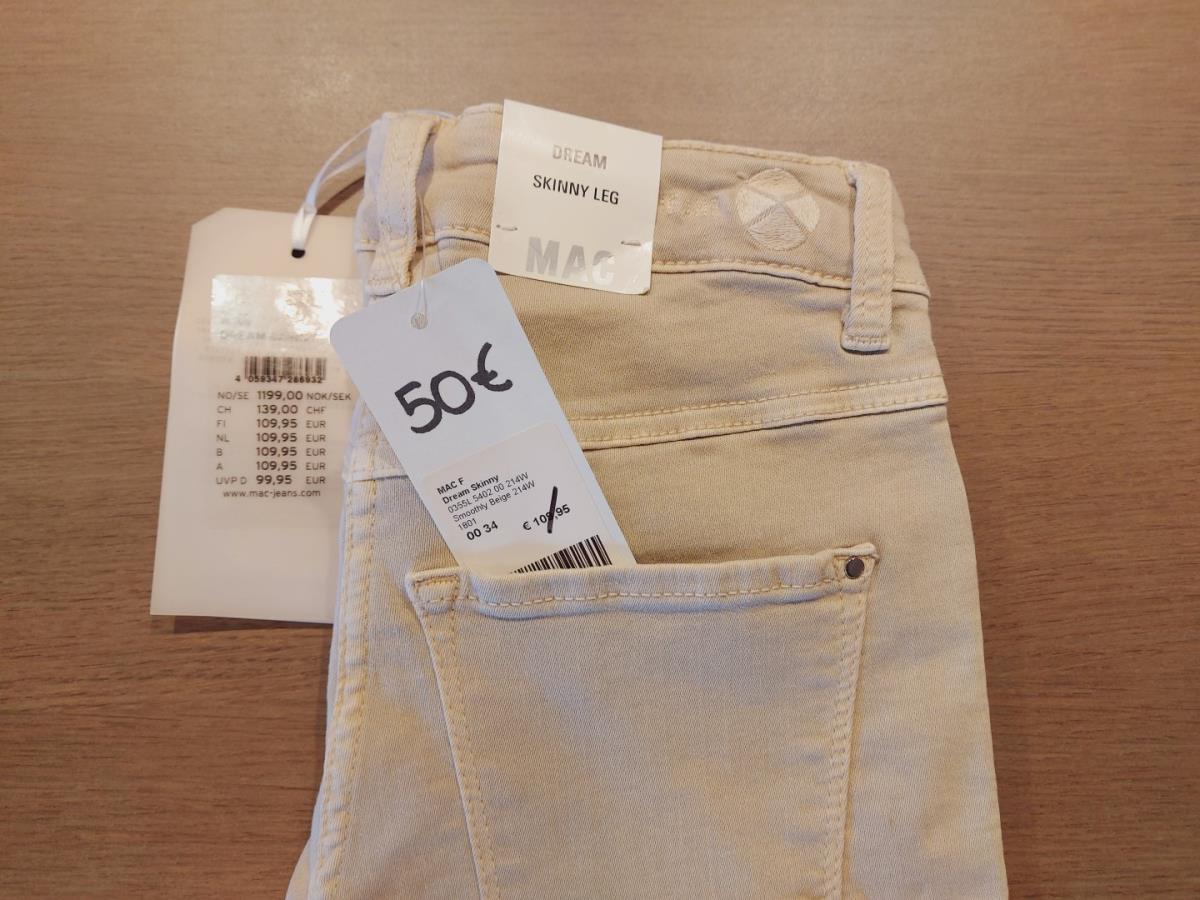 DREAM
SKINNY LEG
MAC
4 059347 286932
NO/SE 1199,00 NOK/SEK
CH 139,00 CHF
FI 109,95 EUR
NL 109,95 EUR
B 109,95 EUR
A 109,95 EUR
UVP D 99,95 EUR
www.mac-jeans.com
50€
MAC F
Dream Skinny
0355L 5402 00 214W
Smoothly Beige 214W
1801
00 34 € 109,95